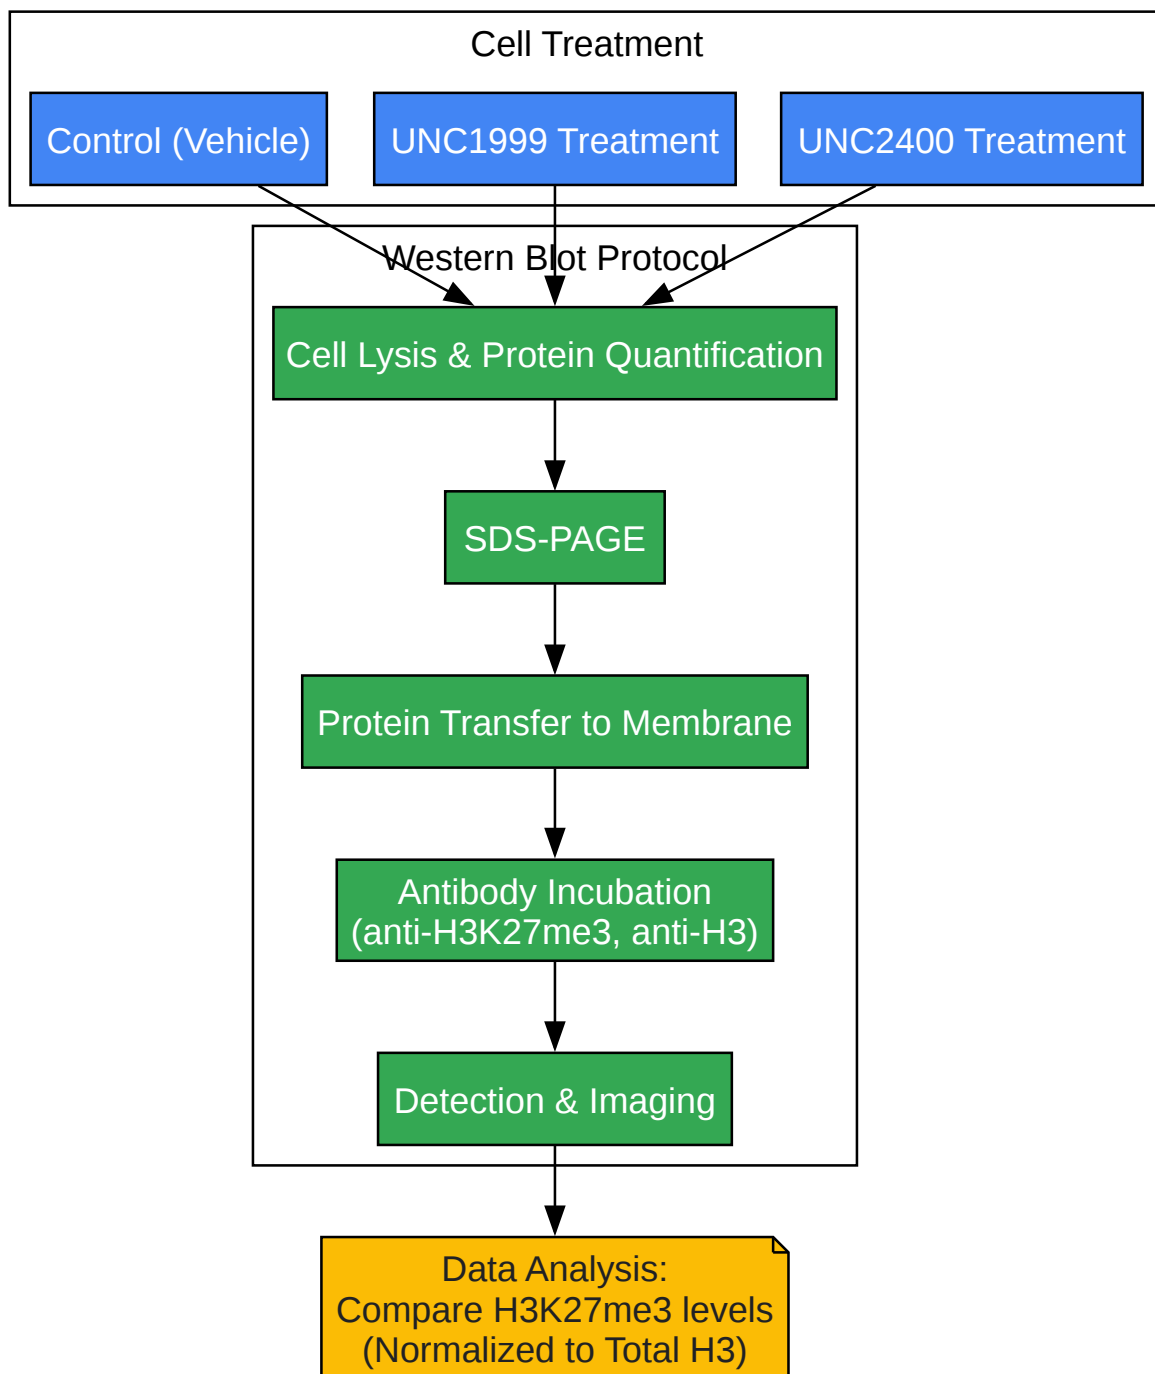 Cell Treatment
Control (Vehicle)
UNC1999 Treatment
UNC2400 Treatment
Western Blot Protocol
Cell Lysis & Protein Quantification
SDS-PAGE
Protein Transfer to Membrane
Antibody Incubation
(anti-H3K27me3, anti-H3)
Detection & Imaging
Data Analysis:
Compare H3K27me3 levels
(Normalized to Total H3)